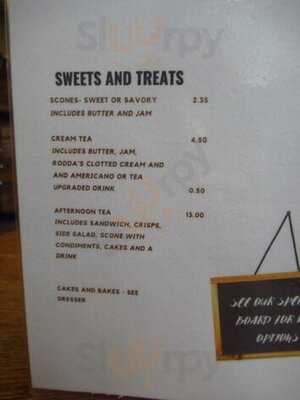 Sluurpy
SWEETS AND TREATS
SCONES- SWEET OR SAVORY 2.35
INCLUDES BUTTER AND JAM
CREAM TEA 4.50
INCLUDES BUTTER, JAM,
RODDA'S CLOTTED CREAM AND
AND AMERICANO OR TEA
UPGRADED DRINK 0.50
AFTERNOON TEA 13.00
INCLUDES SANDWICH, CRISPS,
SIDE SALAD, SCONE WITH
CONDIMENTS, CAKES AND A
DRINK
CAKES AND BAKES - SEE
DRESSER
SEE OUR
BOARD FOR
OPTIONS
Sluurpy
Sluurpy